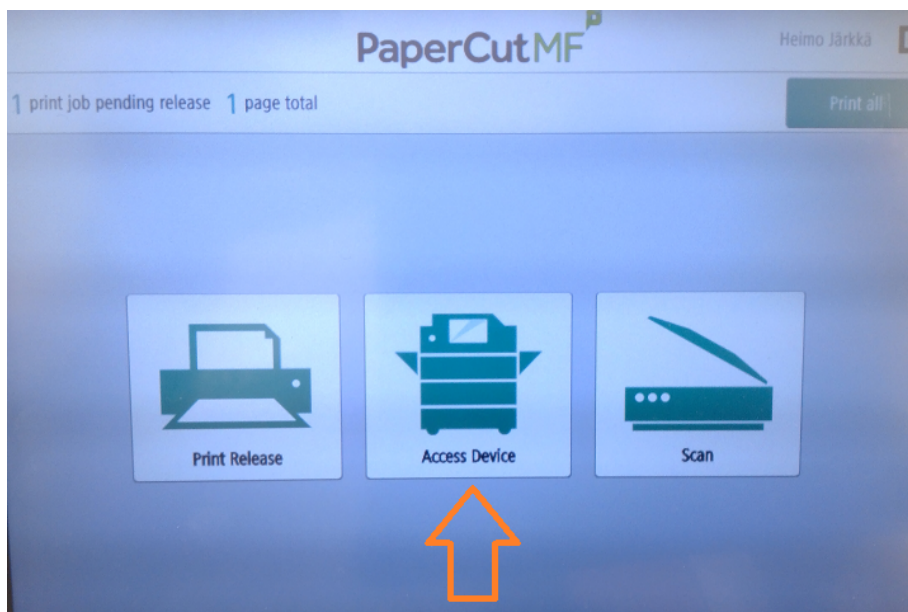 PaperCutMF
Heimo Järkkä
1 print job pending release 1 page total
Print all
Print Release
Access Device
Scan